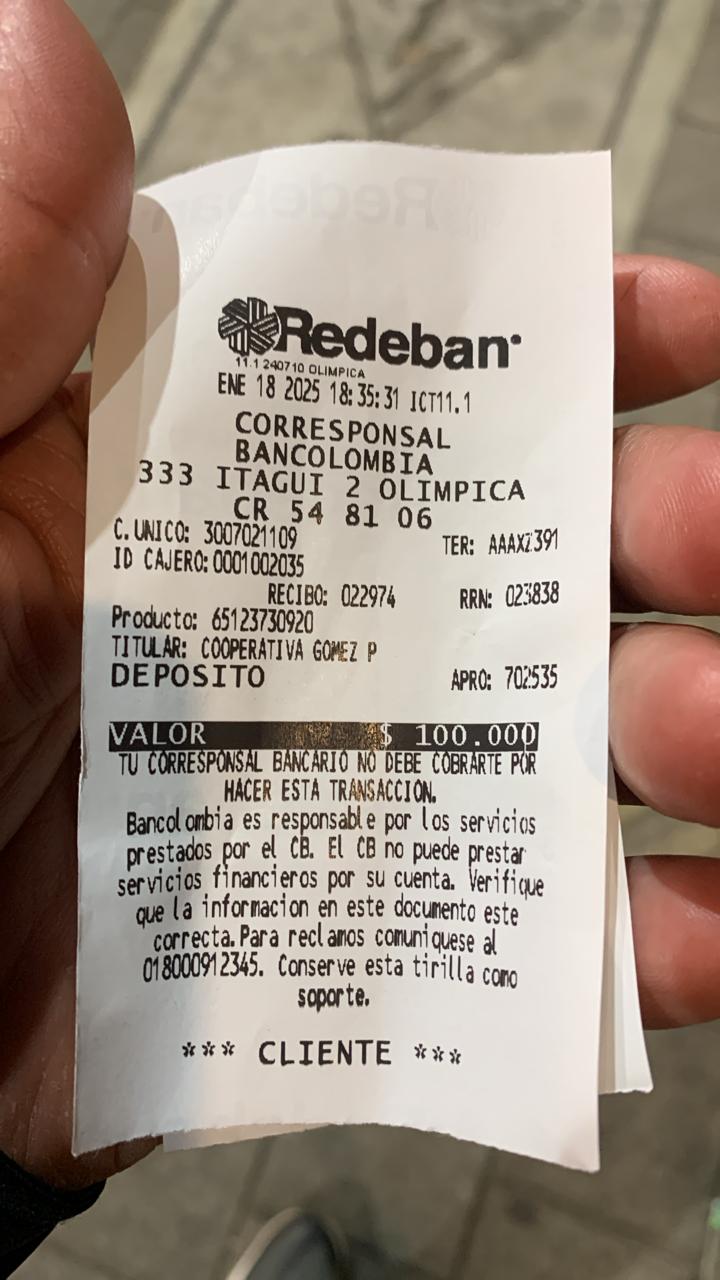 Redeban
11.1 240710 OLIMPICA
ENE 18 2025 18:35:31 ICT11.1
CORRESPONSAL
BANCOLOMBIA
333 ITAGUI 2 OLIMPICA
CR 54 81 06
C.UNICO: 3007021109 TER: AAAXZ391
ID CAJERO:0001002035
RECIBO: 022974 RRN: 023838
Producto: 65123730920
TITULAR: COOPERATIVA GOMEZ P
DEPOSITO APRO: 702535
VALOR $ 100.000
TU CORRESPONSAL BANCARIO NO DEBE COBRARTE POR
HACER ESTA TRANSACCION.
Bancolombia es responsable por los servicios
prestados por el CB. El CB no puede prestar
servicios financieros por su cuenta. Verifique
que la informacion en este documento este
correcta.Para reclamos comuniquese al
018000912345. Conserve esta tirilla como
soporte.
*** CLIENTE ***